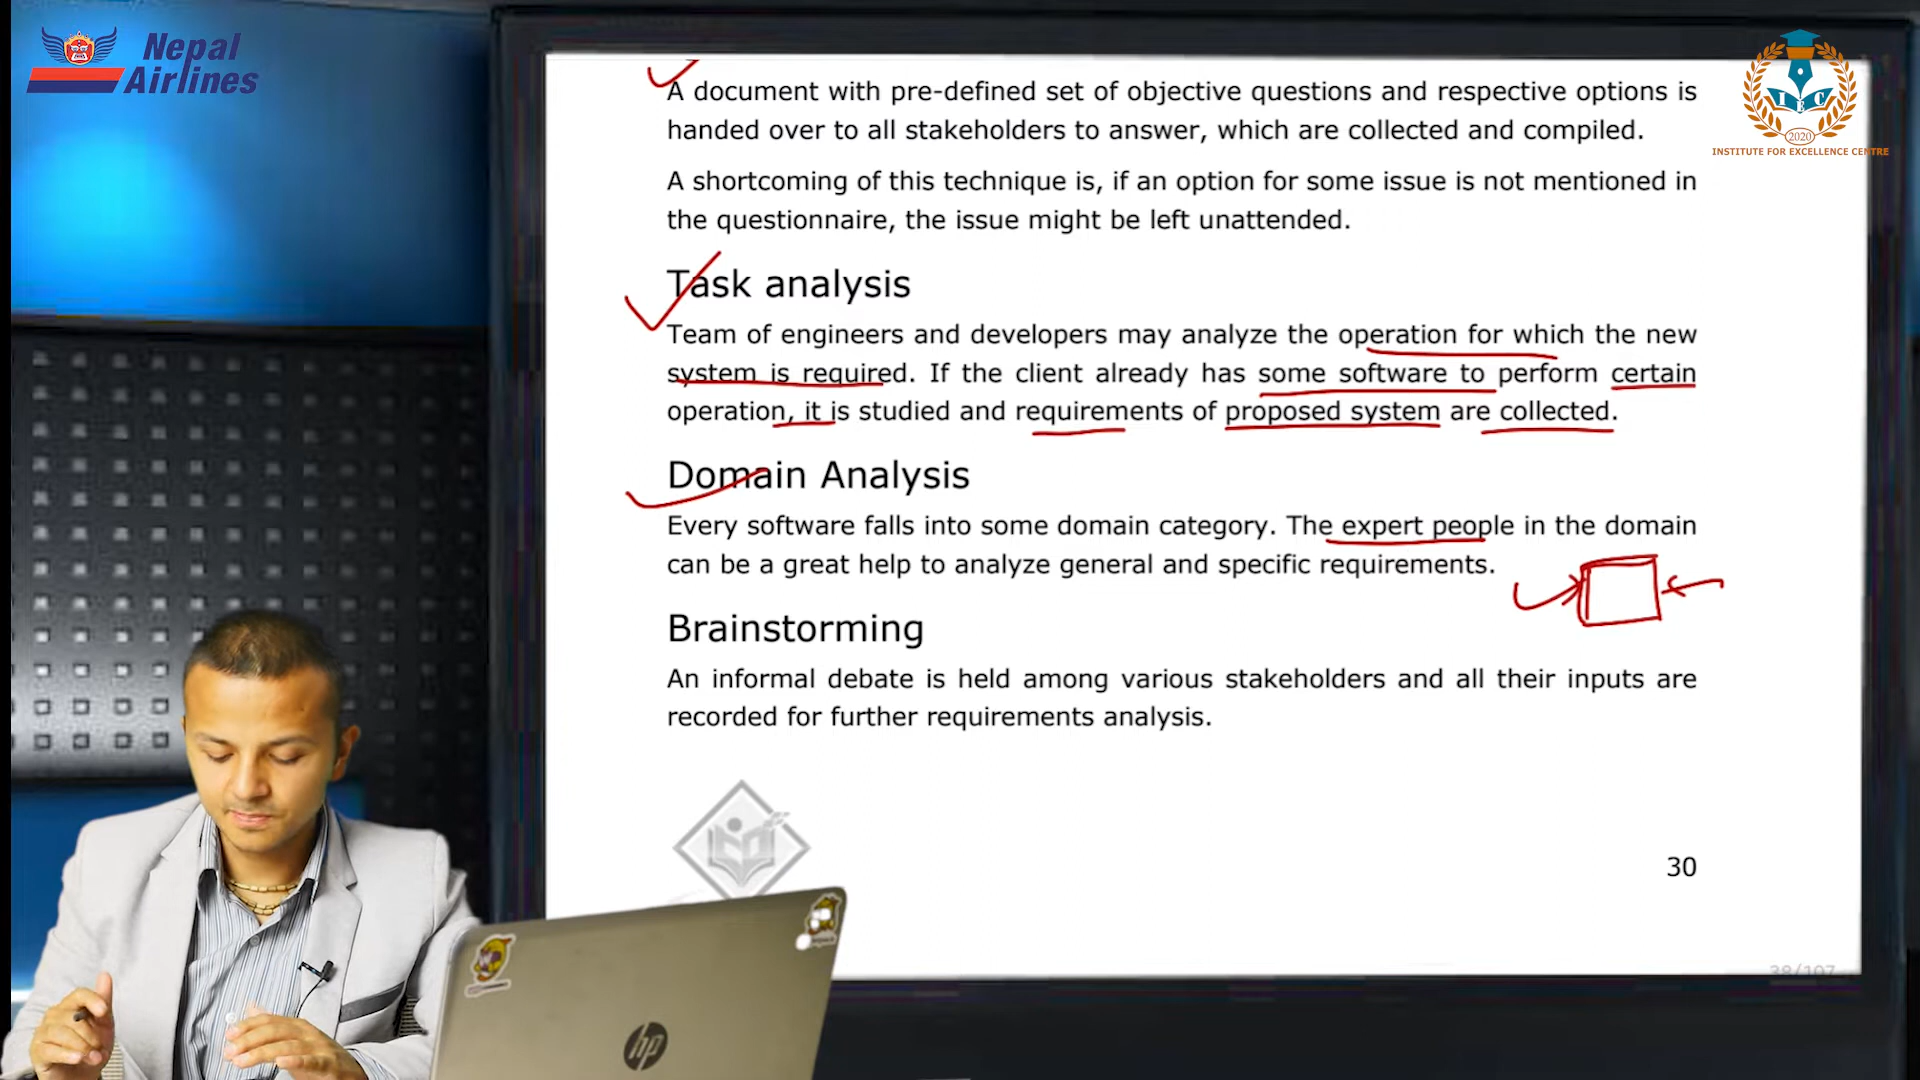 Nepal
Airlines
IEC
2020
INSTITUTE FOR EXCELLENCE CENTRE
A document with pre-defined set of objective questions and respective options is
handed over to all stakeholders to answer, which are collected and compiled.
A shortcoming of this technique is, if an option for some issue is not mentioned in
the questionnaire, the issue might be left unattended.
Task analysis
Team of engineers and developers may analyze the operation for which the new
system is required. If the client already has some software to perform certain
operation, it is studied and requirements of proposed system are collected.
Domain Analysis
Every software falls into some domain category. The expert people in the domain
can be a great help to analyze general and specific requirements.
Brainstorming
An informal debate is held among various stakeholders and all their inputs are
recorded for further requirements analysis.
30
38/107
hp